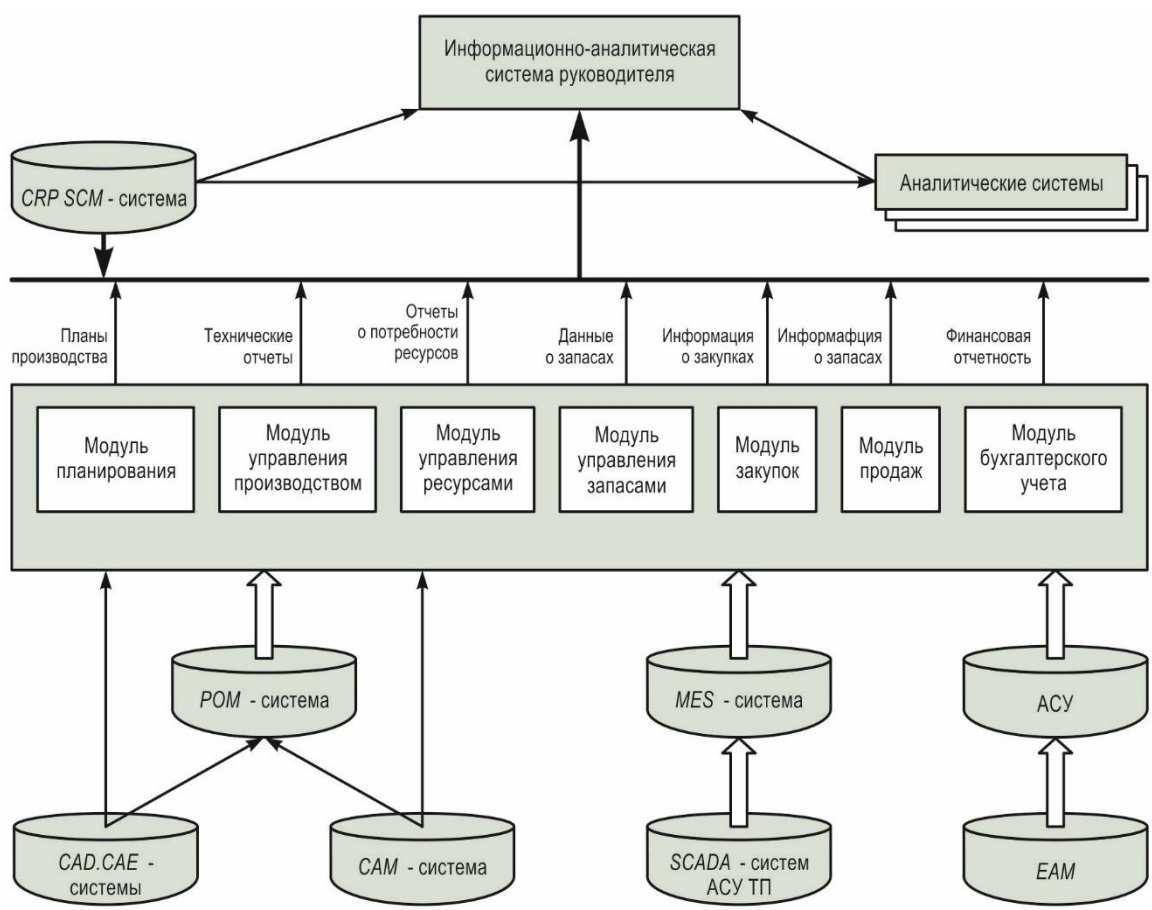 Информационно-аналитическая
система руководителя
CRP SCM - система
Аналитические системы
Планы
производства
Технические
отчеты
Отчеты
о потребности
ресурсов
Данные
о запасах
Информация
о закупках
Информафция
о запасах
Финансовая
отчетность
Модуль
планирования
Модуль
управления
производством
Модуль
управления
ресурсами
Модуль
управления
запасами
Модуль
закупок
Модуль
продаж
Модуль
бухгалтерского
учета
POM - система
MES - система
АСУ
CAD.CAE -
системы
CAM - система
SCADA - систем
АСУ ТП
EAM